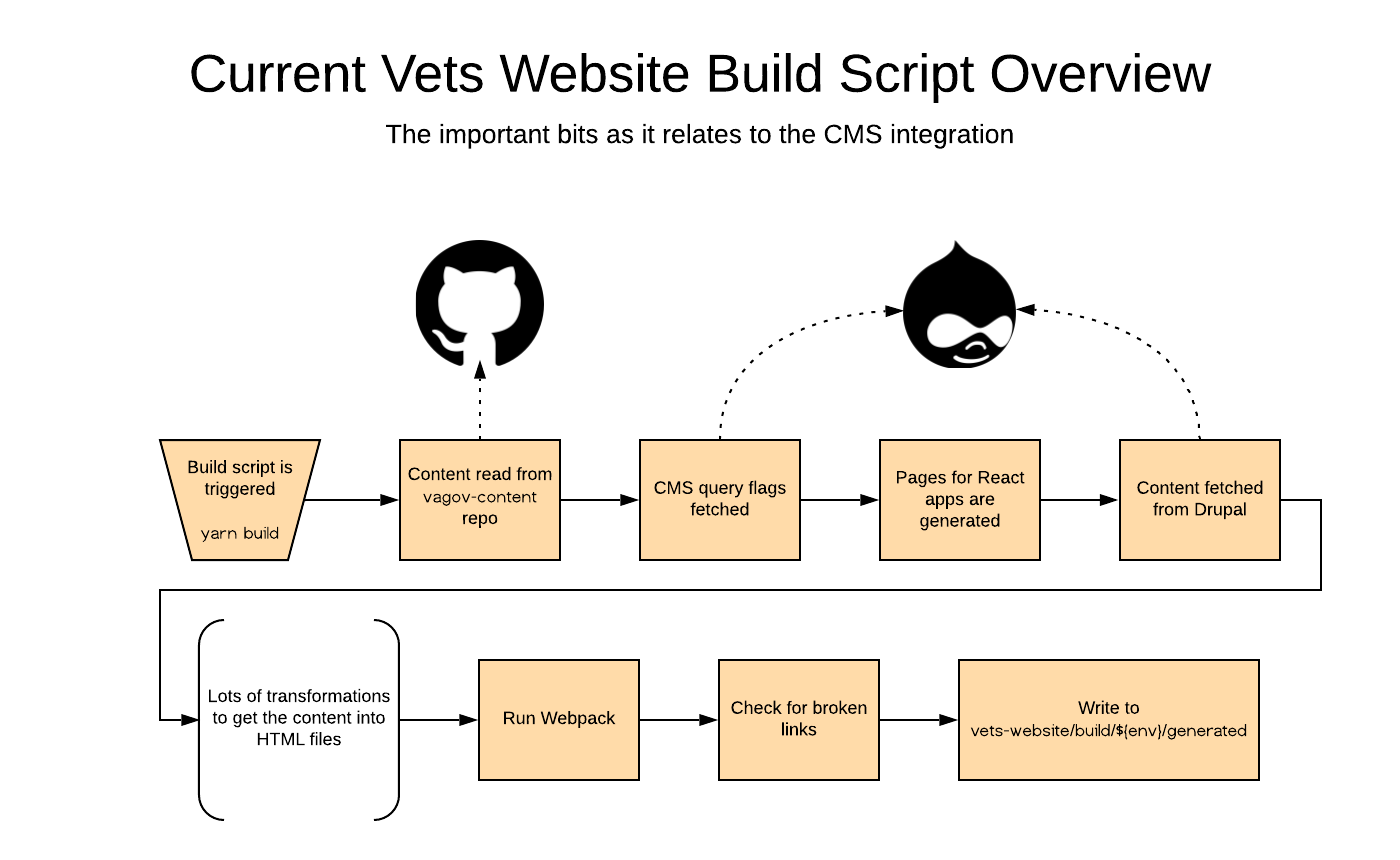 Current Vets Website Build Script Overview
The important bits as it relates to the CMS integration
Build script is
triggered
yarn build
Content read from
vagov-content
repo
CMS query flags
fetched
Pages for React
apps are
generated
Content fetched
from Drupal
Lots of transformations
to get the content into
HTML files
Run Webpack
Check for broken
links
Write to
vets-website/build/${env}/generated